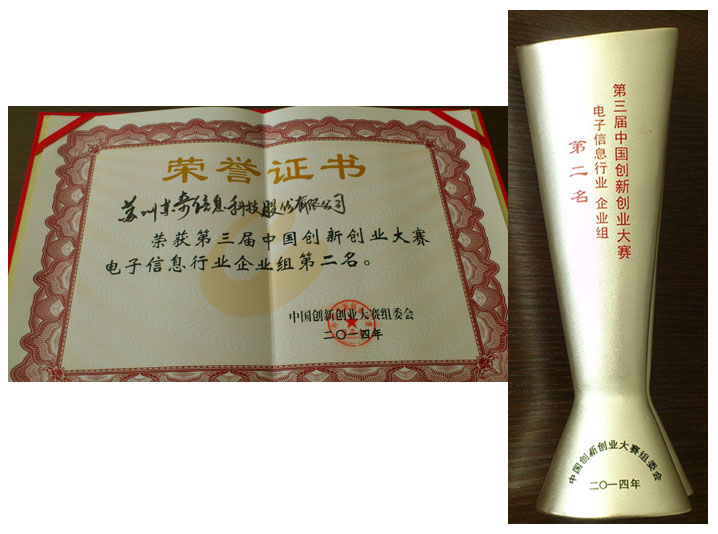 荣誉证书
苏州 奇信息科技股份有限公司
荣获第三届中国创新创业大赛
电子信息行业企业组第二名。
中国创新创业大赛组委会
二〇一四年
第三届中国创新创业大赛
电子信息行业 企业组
第二名
中国创新创业大赛组委会
二〇一四年